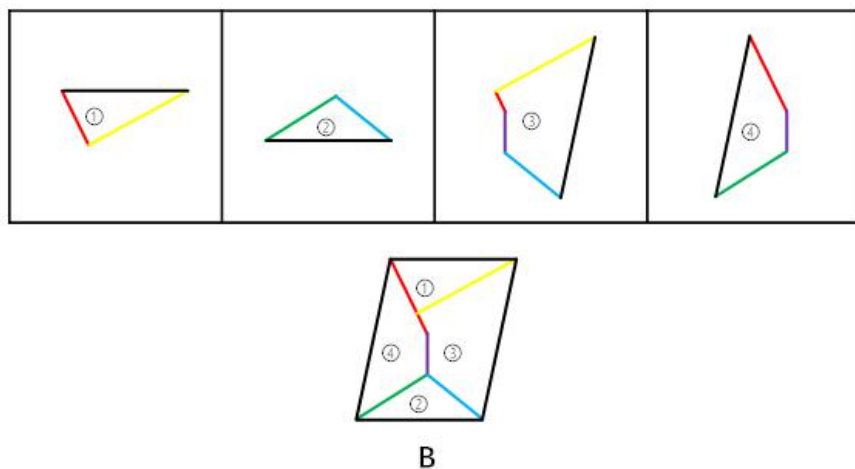 ① ② ③ ④
①
④ ③
②
B